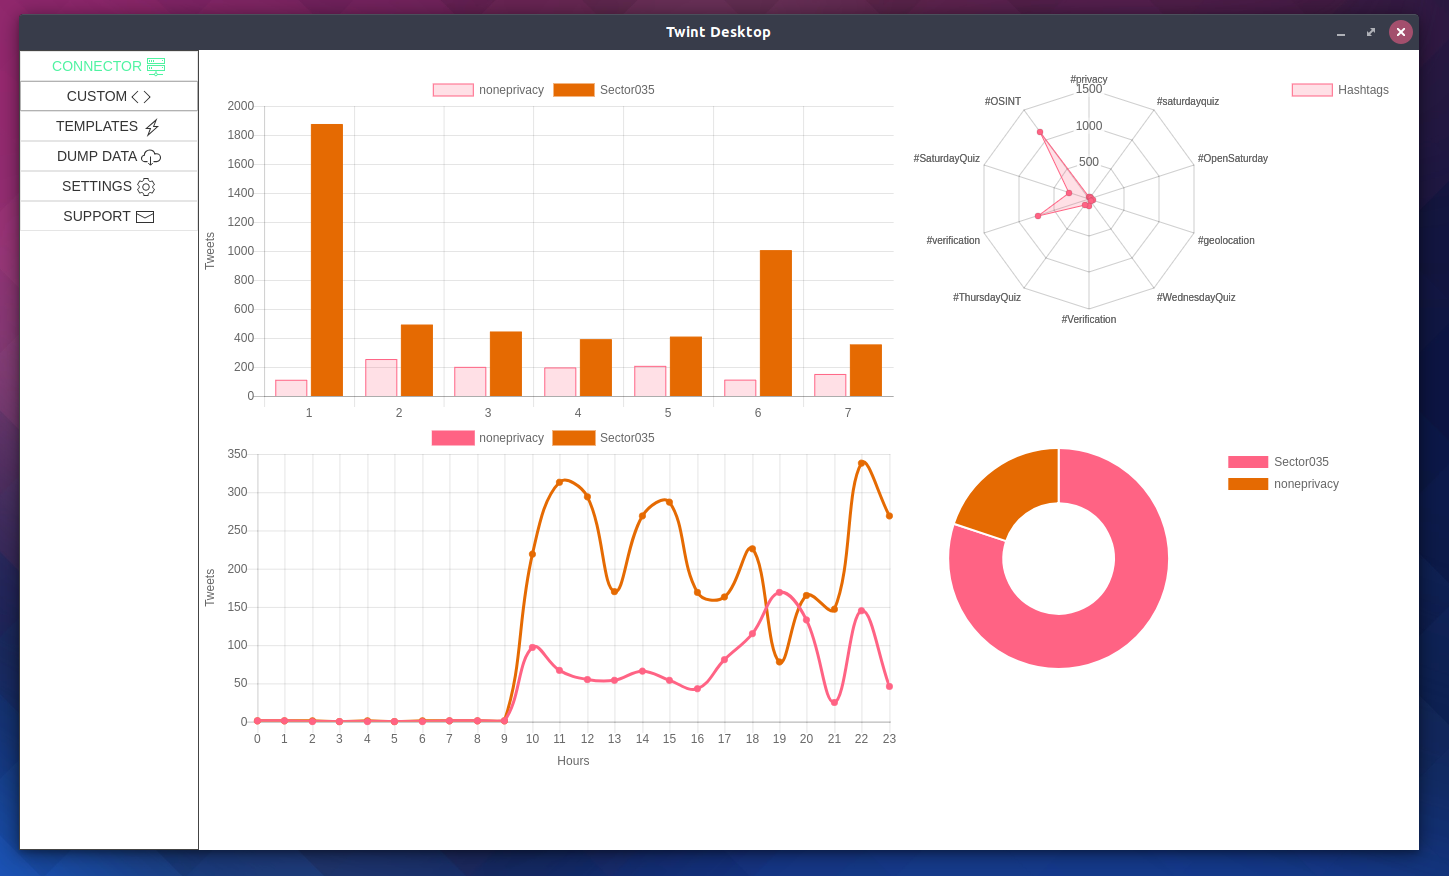 Twint Desktop
CONNECTOR
CUSTOM
TEMPLATES
DUMP DATA
SETTINGS
SUPPORT
noneprivacy Sector035
2000
1800
1600
1400
1200
1000
800
600
400
200
0
Tweets
1 2 3 4 5 6 7
Hashtags
#privacy
1500
1000
500
#saturdayquiz
#OpenSaturday
#geolocation
#WednesdayQuiz
#Verification
#ThursdayQuiz
#verification
#SaturdayQuiz
#OSINT
noneprivacy Sector035
350
300
250
200
150
100
50
0
Tweets
0 1 2 3 4 5 6 7 8 9 10 11 12 13 14 15 16 17 18 19 20 21 22 23
Hours
Sector035
noneprivacy